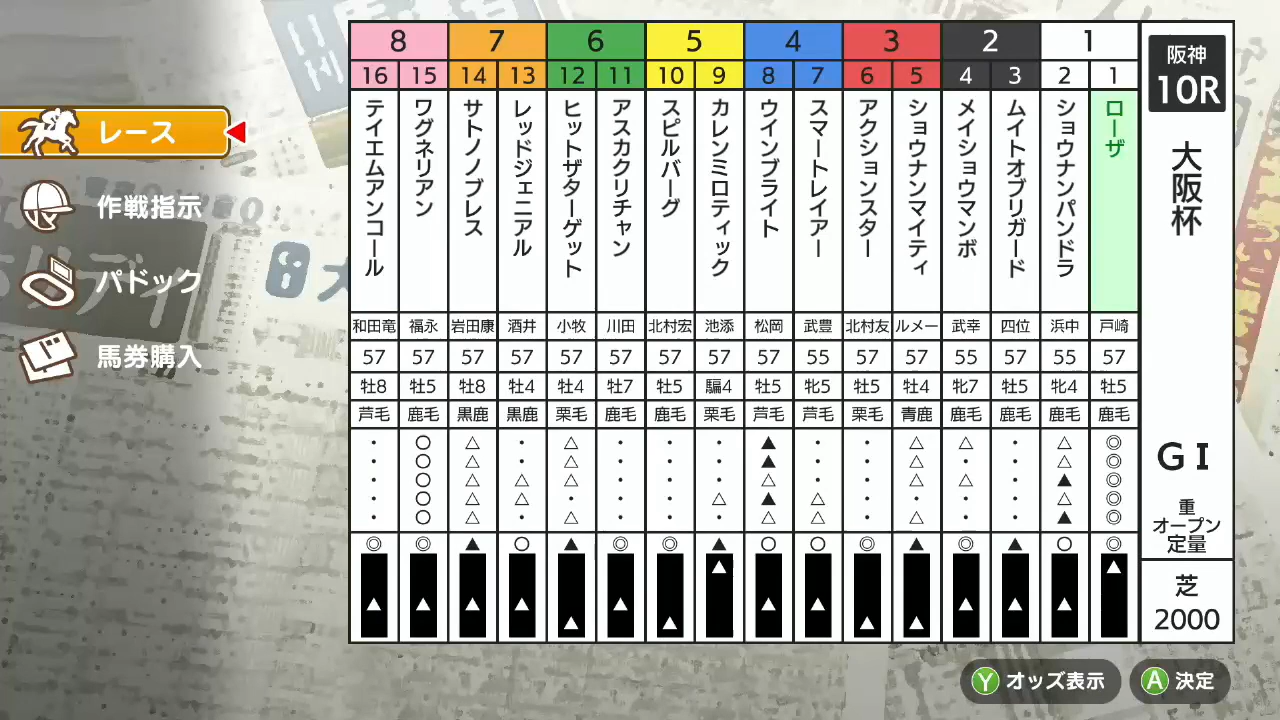 レース
作戦指示
パドック
馬券購入
阪神
10R
大阪杯
GI
重
オープン
定量
芝
2000
8 7 6 5 4 3 2 1
16 15 14 13 12 11 10 9 8 7 6 5 4 3 2 1
テイエムアンコール
ワグネリアン
サトノノブレス
レッドジェニアル
ヒットザターゲット
アスカクリチャン
スピルバーグ
カレンミロティック
ウインブライト
スマートレイアー
アクションスター
ショウナンマイティ
メイショウマンボ
ムイトオブリガード
ショウナンパンドラ
ローザ
和田竜 福永 岩田康 酒井 小牧 川田 北村宏 池添 松岡 武豊 北村友 ルメー 武幸 四位 浜中 戸崎
57 57 57 57 57 57 57 57 57 55 57 57 55 57 55 57
牡8 牡5 牡8 牡4 牡4 牡7 牡5 騸4 牡5 牝5 牡5 牡4 牝7 牡5 牝4 牡5
芦毛 鹿毛 黒鹿 黒鹿 栗毛 鹿毛 鹿毛 栗毛 芦毛 芦毛 栗毛 青鹿 鹿毛 鹿毛 鹿毛 鹿毛
・ ○ △ ・ △ ・ ・ ・ ▲ ・ ・ △ △ ・ △ ◎
・ ○ △ ・ △ ・ ・ ・ ▲ ・ ・ △ ・ ・ △ ◎
・ ○ △ △ △ ・ ・ ・ △ ・ ・ △ △ ・ ▲ ◎
・ ○ △ △ ・ ・ ・ △ ▲ △ ・ ・ ・ ・ △ ◎
・ ○ △ ・ △ ・ ・ ・ △ △ ・ △ ・ ・ ▲ ◎
◎ ◎ ▲ ○ ▲ ◎ ◎ ▲ ○ ○ ◎ ▲ ◎ ▲ ○ ◎
Y オッズ表示
A 決定